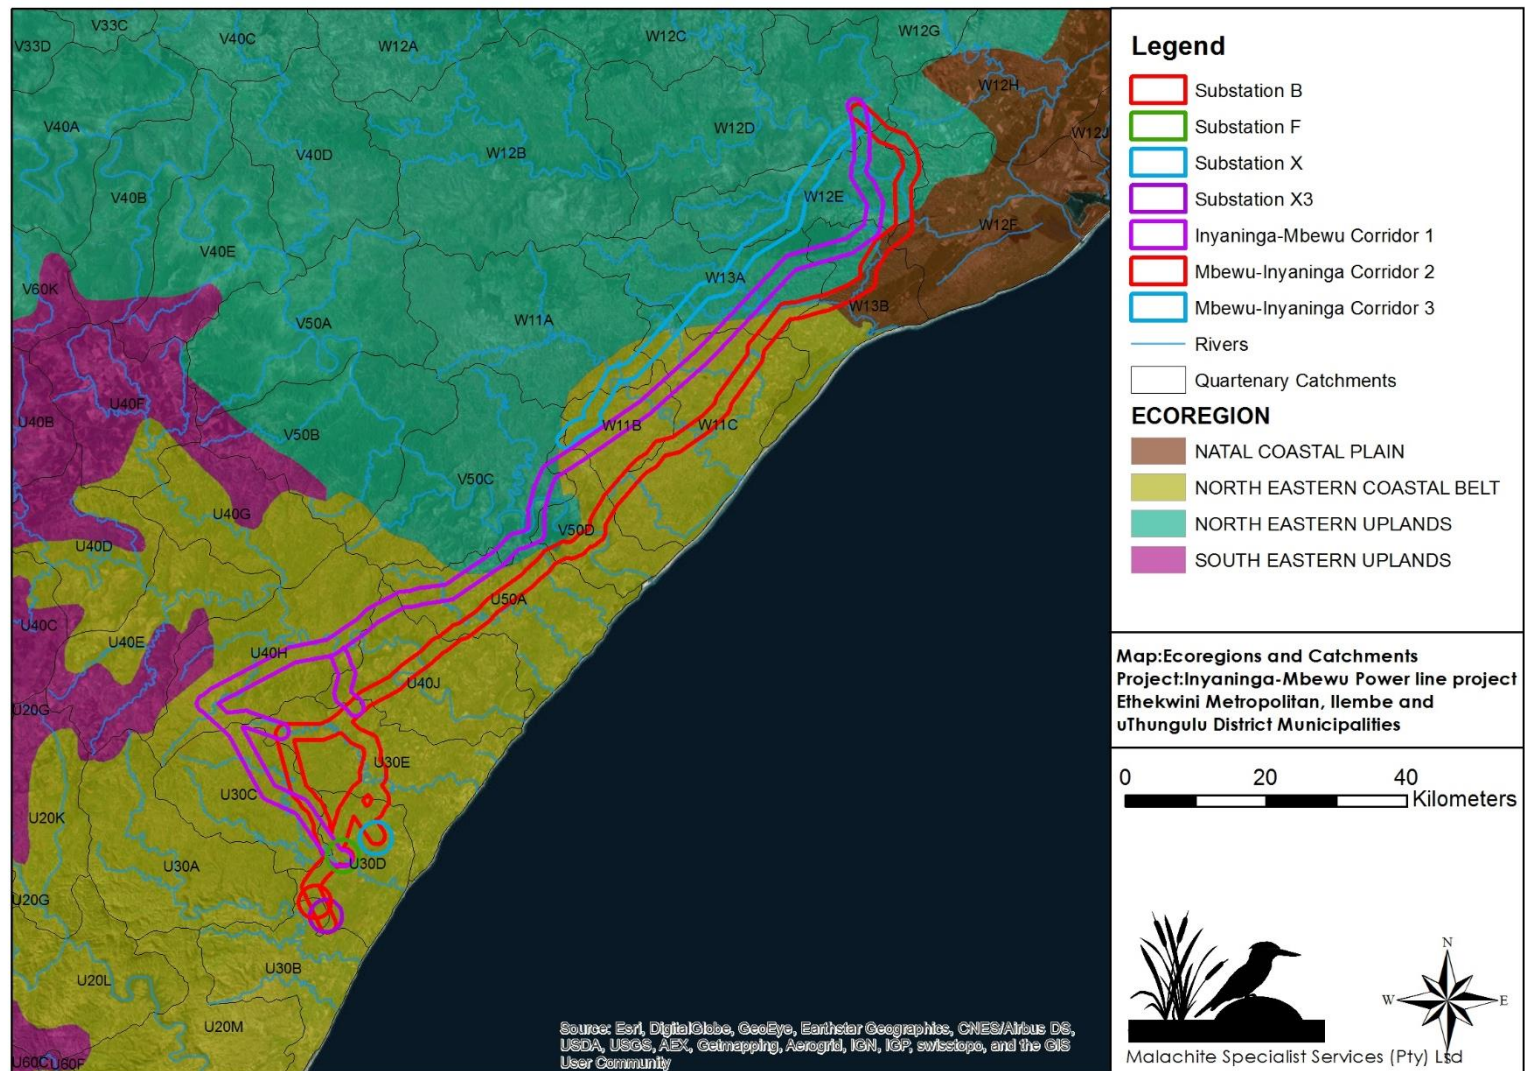 V33C
V33D
V40C
W12A
W12C
W12G
W12H
V40A
V40D
W12B
W12D
W12J
V40B
W12E
V40E
W12F
W13A
V60K
W13B
V50A
W11A
U40F
U40B
V50B
W11B
W11C
V50C
U40G
V50D
U40D
U50A
U40C
U40E
U40H
U40J
U20G
U30E
U30C
U20K
U30A
U30D
U20G
U30B
U20L
U20M
U60C
U60F
Source: Esri, DigitalGlobe, GeoEye, Earthstar Geographics, CNES/Airbus DS,
USDA, USGS, AEX, Getmapping, Aerogrid, IGN, IGP, swisstopo, and the GIS
User Community
Legend
Substation B
Substation F
Substation X
Substation X3
Inyaninga-Mbewu Corridor 1
Mbewu-Inyaninga Corridor 2
Mbewu-Inyaninga Corridor 3
Rivers
Quartenary Catchments
ECOREGION
NATAL COASTAL PLAIN
NORTH EASTERN COASTAL BELT
NORTH EASTERN UPLANDS
SOUTH EASTERN UPLANDS
Map:Ecoregions and Catchments
Project:Inyaninga-Mbewu Power line project
Ethekwini Metropolitan, Ilembe and
uThungulu District Municipalities
0 20 40
Kilometers
N
W E
S
Malachite Specialist Services (Pty) Ltd